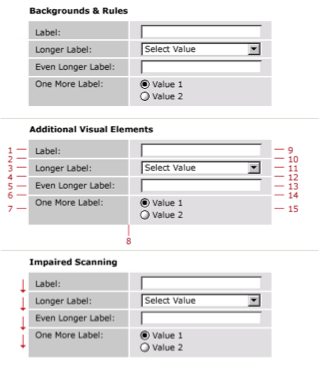 Backgrounds & Rules
Label:
Longer Label: Select Value
Even Longer Label:
One More Label: Value 1
Value 2
Additional Visual Elements
1 Label: 9
2 10
3 Longer Label: Select Value 11
4 12
5 Even Longer Label: 13
6 14
7 One More Label: Value 1 15
Value 2
8
Impaired Scanning
Label:
Longer Label: Select Value
Even Longer Label:
One More Label: Value 1
Value 2